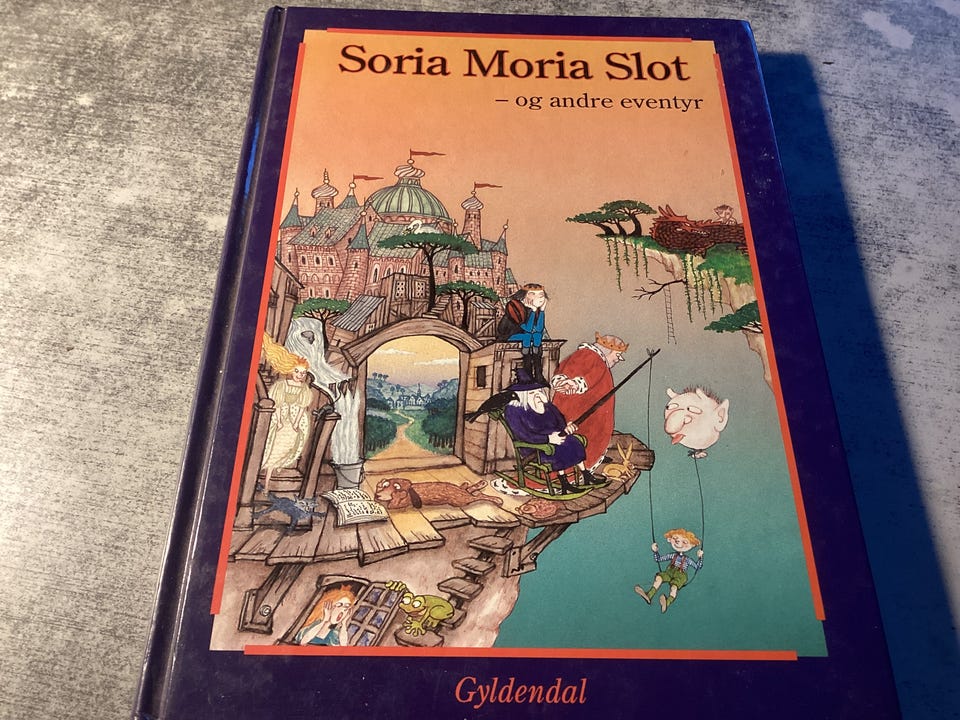 Soria Moria Slot
– og andre eventyr
Gyldendal